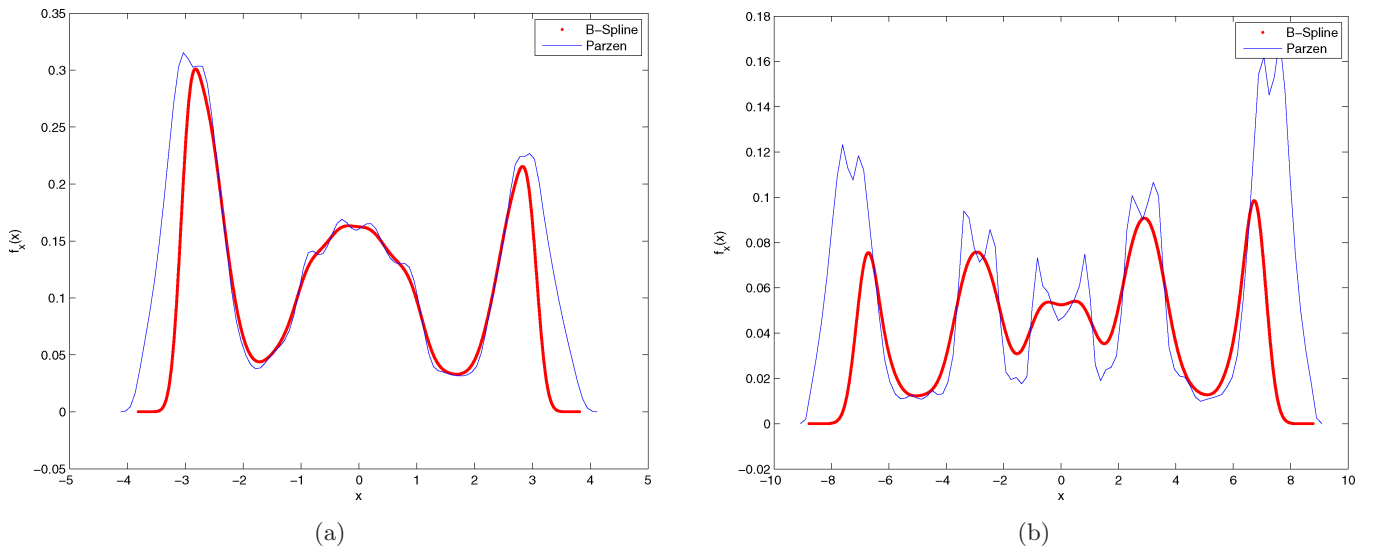 0.35
0.3
0.25
0.2
0.15
0.1
0.05
0
−0.05
−5 −4 −3 −2 −1 0 1 2 3 4 5
x
f_x(x)
B−Spline
Parzen
(a)
0.18
0.16
0.14
0.12
0.1
0.08
0.06
0.04
0.02
0
−0.02
−10 −8 −6 −4 −2 0 2 4 6 8 10
x
f_x(x)
B−Spline
Parzen
(b)